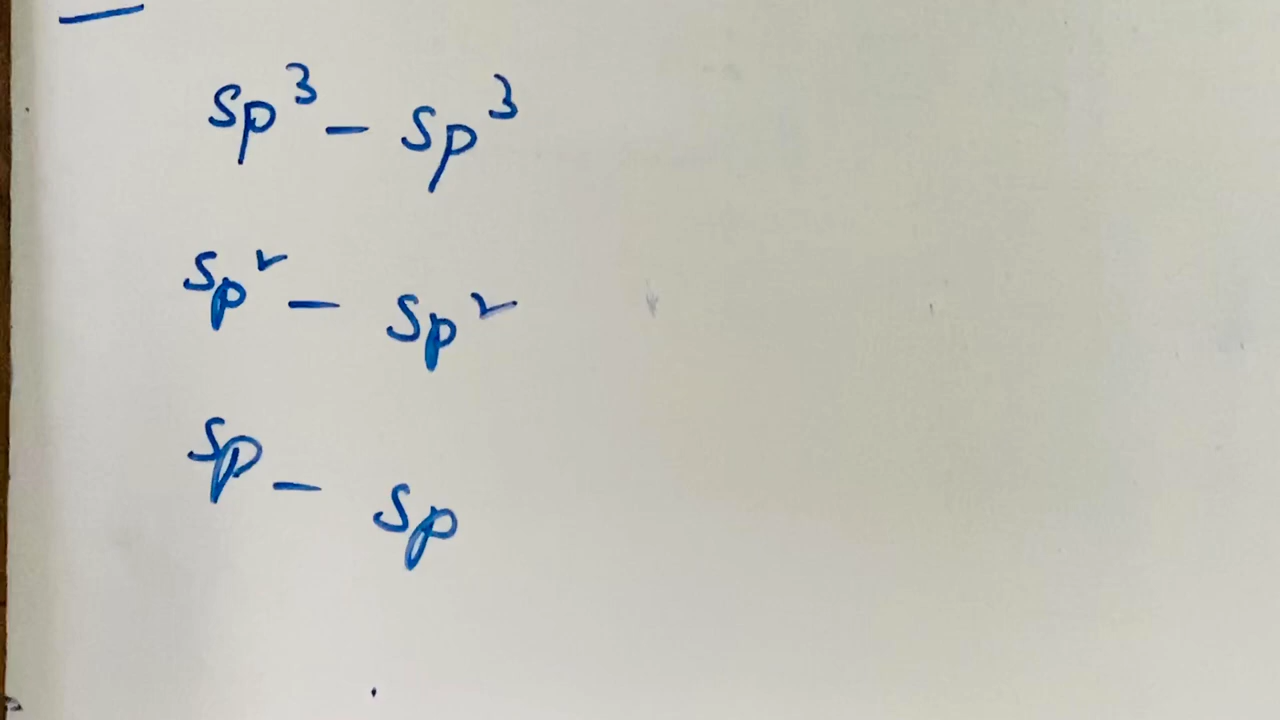 sp³ – sp³
sp² – sp²
sp – sp